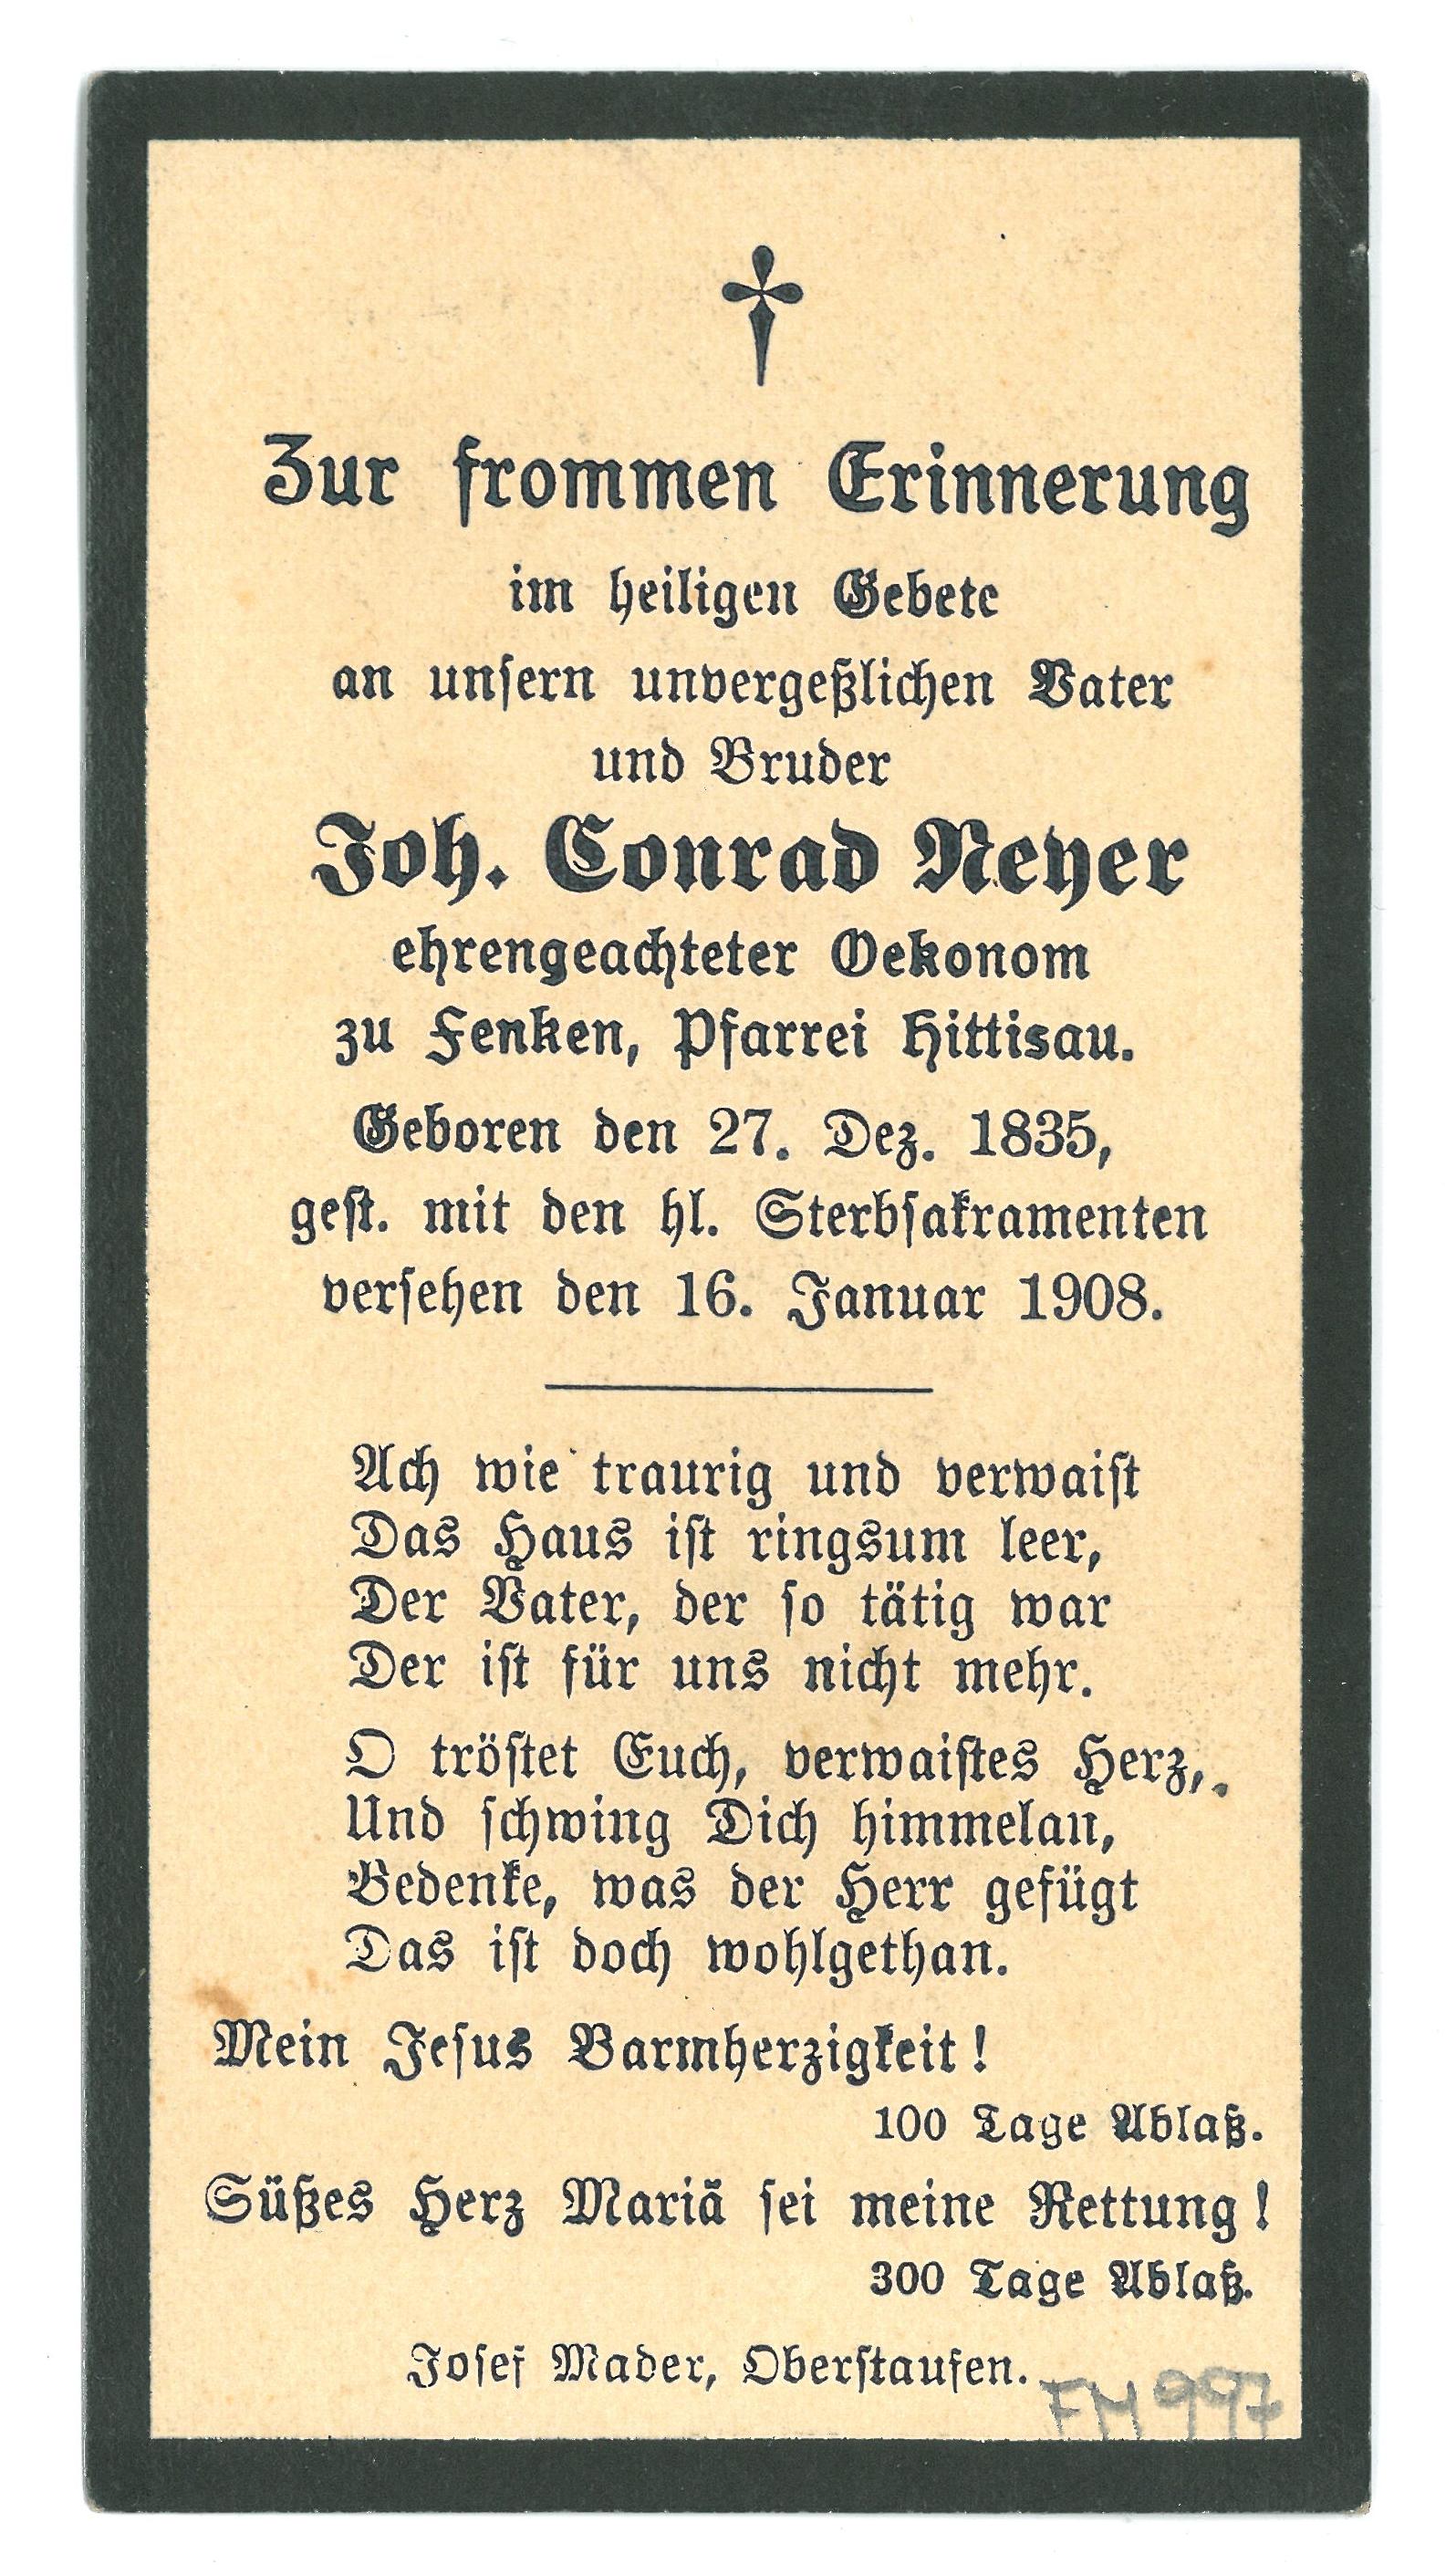 Zur frommen Erinnerung
im heiligen Gebete
an unsern unvergeßlichen Vater
und Bruder
Joh. Conrad Neyer
ehrengeachteter Oekonom
zu Fenken, Pfarrei Hittisau.
Geboren den 27. Dez. 1835,
gest. mit den hl. Sterbsakramenten
versehen den 16. Januar 1908.
Ach wie traurig und verwaist
Das Haus ist ringsum leer,
Der Vater, der so tätig war
Der ist für uns nicht mehr.
O tröstet Euch, verwaistes Herz,.
Und schwing Dich himmelan,
Bedenke, was der Herr gefügt
Das ist doch wohlgethan.
Mein Jesus Barmherzigkeit!
100 Tage Ablaß.
Süßes Herz Mariä sei meine Rettung!
300 Tage Ablaß.
Josef Mader, Oberstaufen.
FM 997